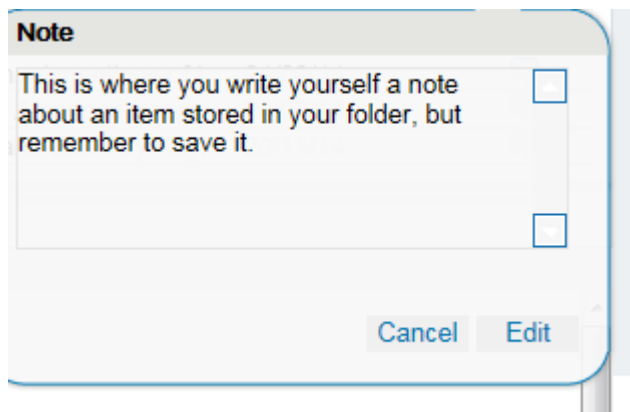 Note
This is where you write yourself a note
about an item stored in your folder, but
remember to save it.
Cancel Edit